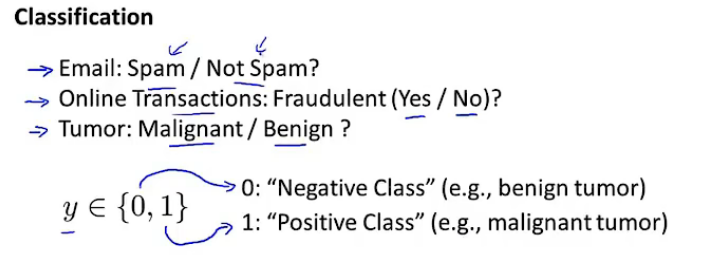 Classification
Email: Spam / Not Spam?
Online Transactions: Fraudulent (Yes / No)?
Tumor: Malignant / Benign ?
y ∈ {0, 1}
0: “Negative Class” (e.g., benign tumor)
1: “Positive Class” (e.g., malignant tumor)